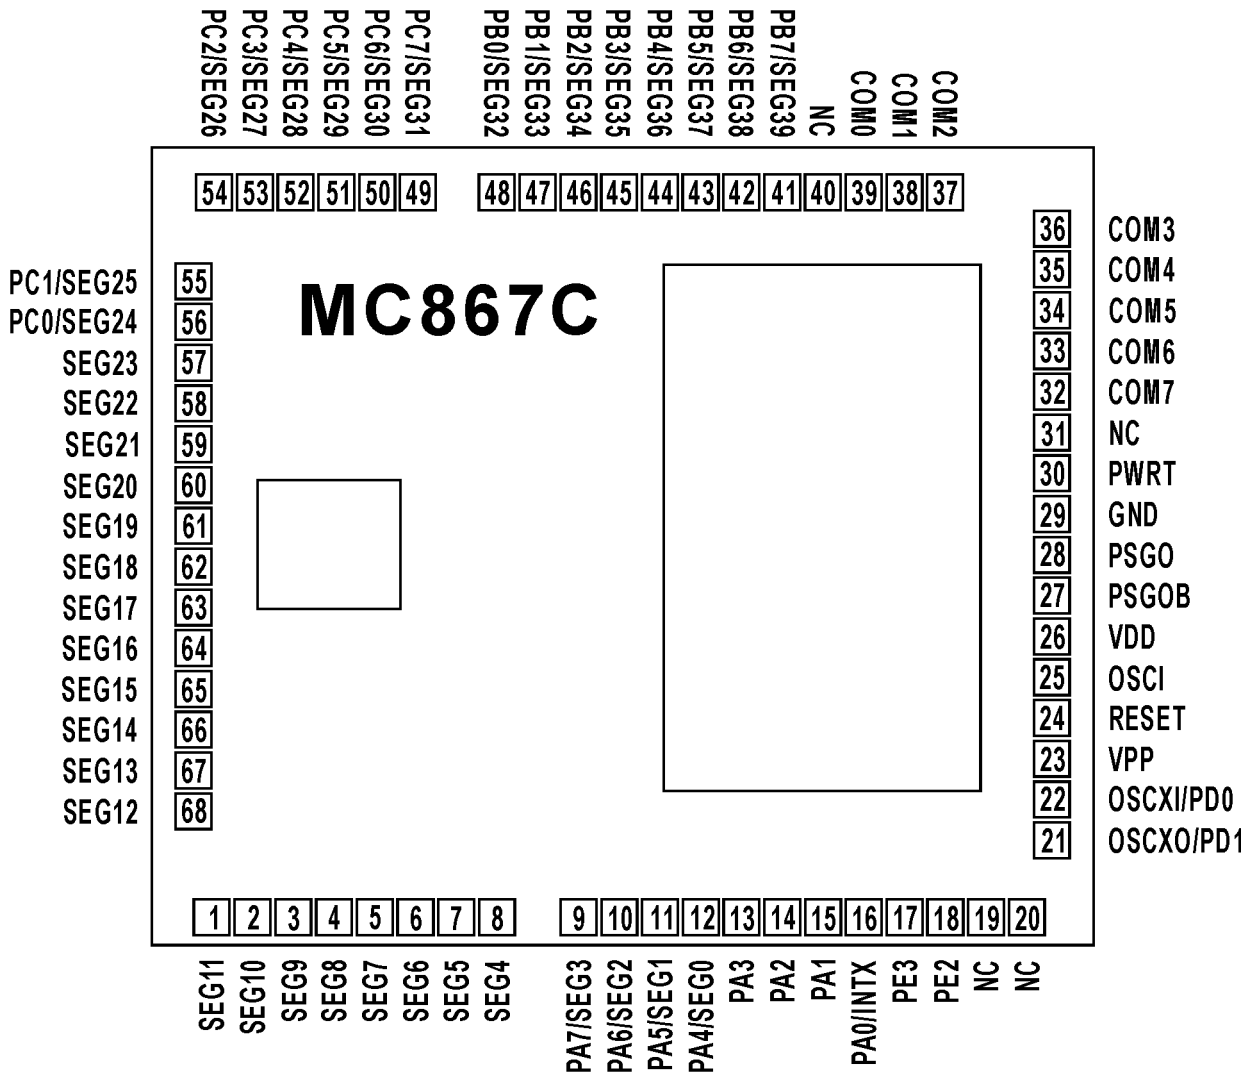 PC2/SEG26
PC3/SEG27
PC4/SEG28
PC5/SEG29
PC6/SEG30
PC7/SEG31
PB0/SEG32
PB1/SEG33
PB2/SEG34
PB3/SEG35
PB4/SEG36
PB5/SEG37
PB6/SEG38
PB7/SEG39
NC
COM0
COM1
COM2
54 53 52 51 50 49 48 47 46 45 44 43 42 41 40 39 38 37
36 COM3
35 COM4
34 COM5
33 COM6
32 COM7
31 NC
30 PWRT
29 GND
28 PSGO
27 PSGOB
26 VDD
25 OSCI
24 RESET
23 VPP
22 OSCXI/PD0
21 OSCXO/PD1
MC867C
PC1/SEG25 55
PC0/SEG24 56
SEG23 57
SEG22 58
SEG21 59
SEG20 60
SEG19 61
SEG18 62
SEG17 63
SEG16 64
SEG15 65
SEG14 66
SEG13 67
SEG12 68
1 2 3 4 5 6 7 8 9 10 11 12 13 14 15 16 17 18 19 20
SEG11
SEG10
SEG9
SEG8
SEG7
SEG6
SEG5
SEG4
PA7/SEG3
PA6/SEG2
PA5/SEG1
PA4/SEG0
PA3
PA2
PA1
PA0/INTX
PE3
PE2
NC
NC